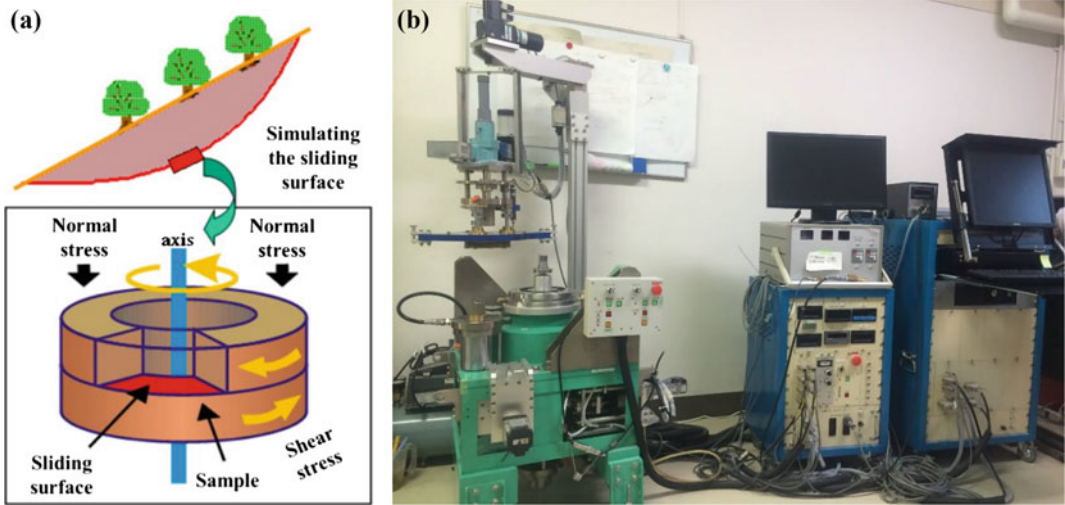 (a)
Simulating
the sliding
surface
Normal
stress
axis
Normal
stress
Sliding
surface
Sample
Shear
stress
(b)